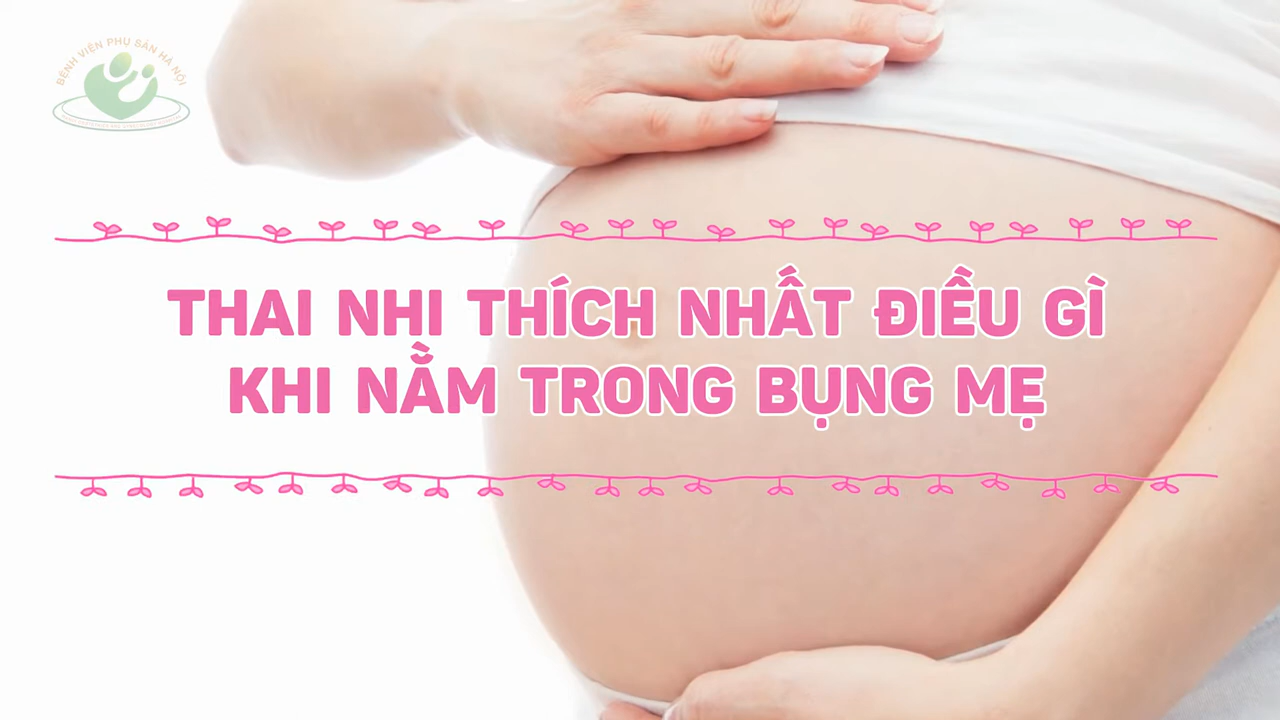 BỆNH VIỆN PHỤ SẢN HÀ NỘI
THAI NHI THÍCH NHẤT ĐIỀU GÌ
KHI NẰM TRONG BỤNG MẸ